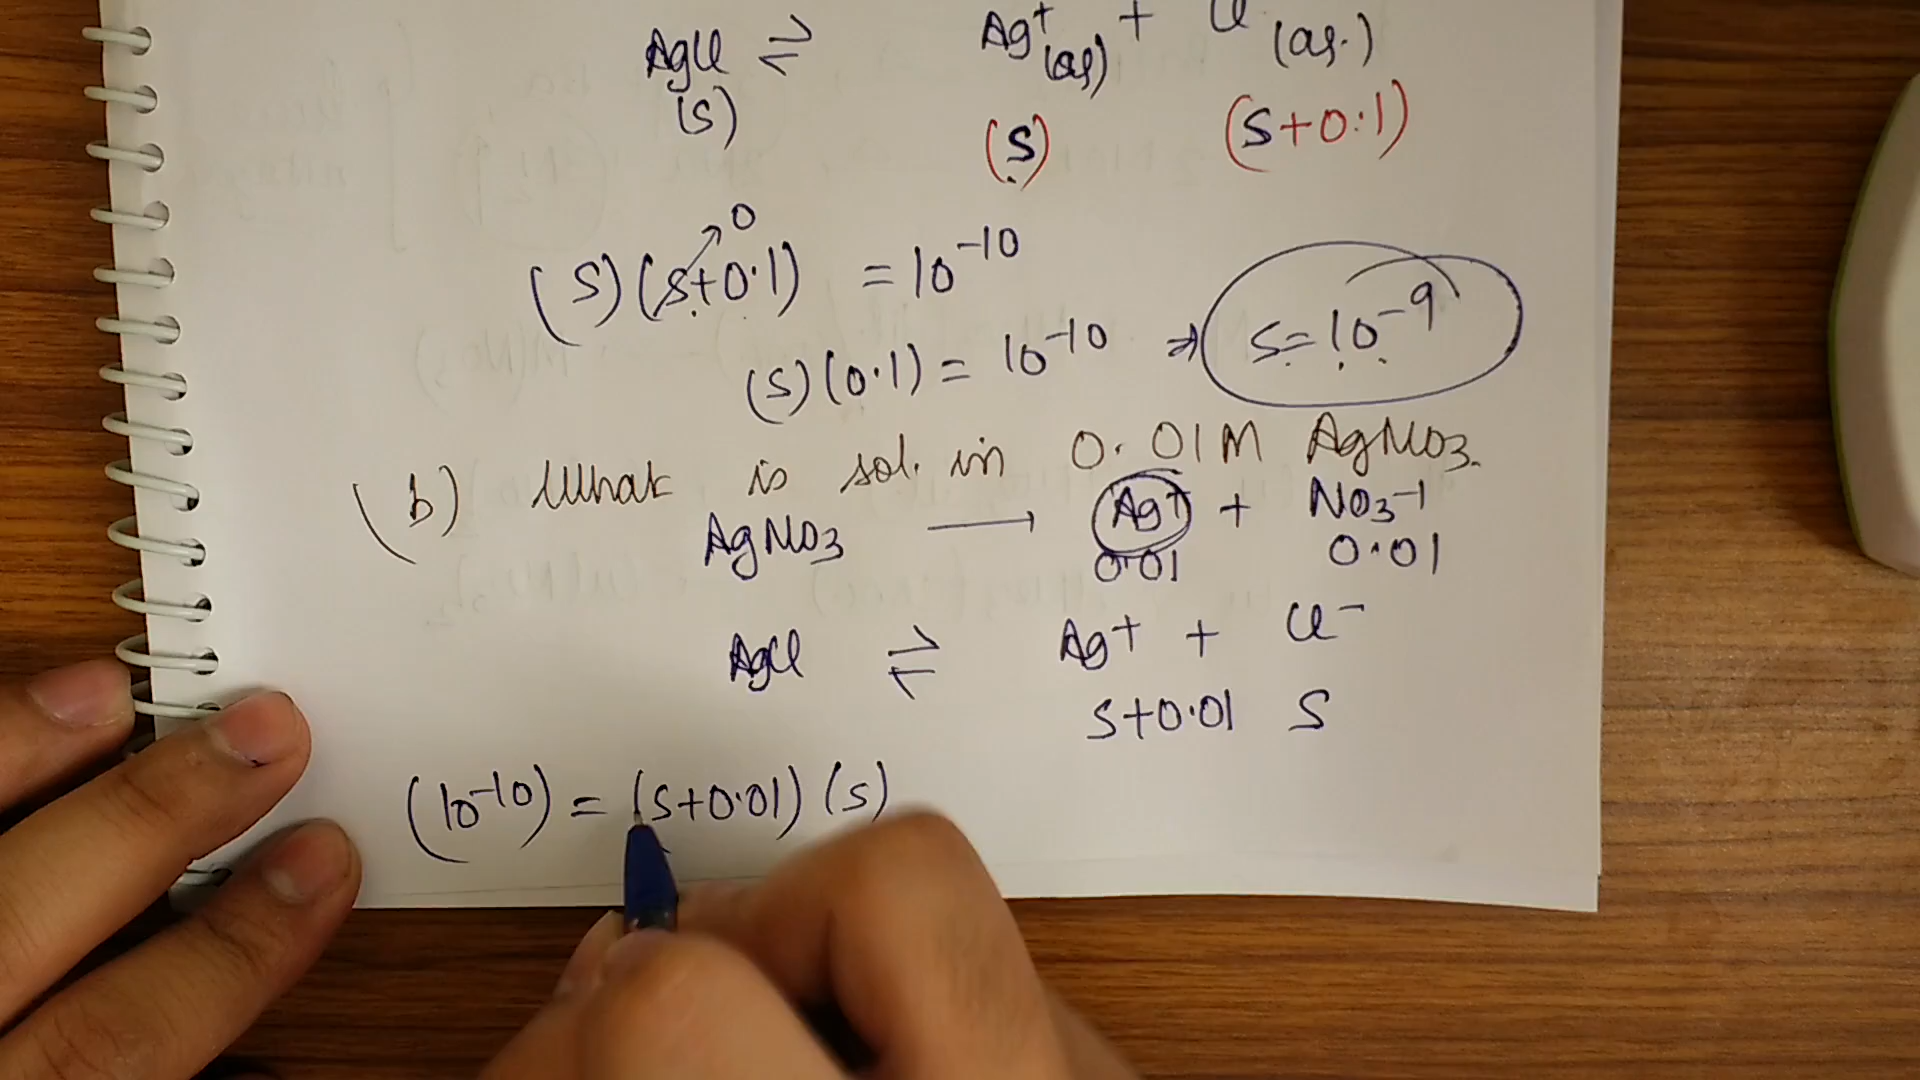 AgCl ⇌ Ag⁺(aq) + Cl (aq.)
(S) (S) (S+0.1)
0
(S)(S+0.1) = 10⁻¹⁰
(S)(0.1) = 10⁻¹⁰ ⇒ S=10⁻⁹
(b) What is sol. in 0.01M AgNO₃.
AgNO₃ → Ag⁺ + NO₃⁻¹
0.01 0.01
AgCl ⇌ Ag⁺ + Cl⁻
S+0.01 S
(10⁻¹⁰) = (S+0.01)(S)